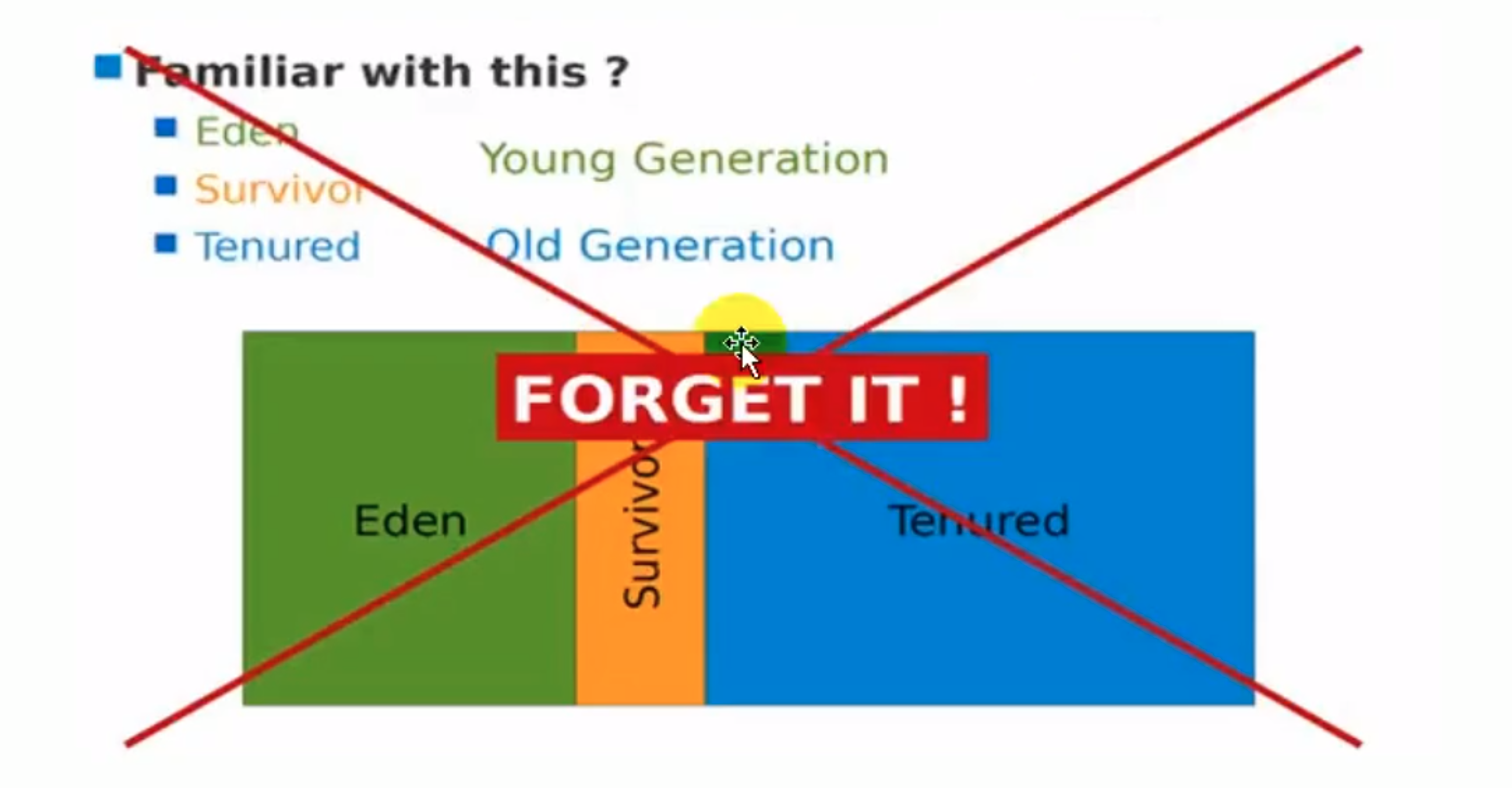 Familiar with this ?
Eden
Young Generation
Survivor
Tenured
Old Generation
FORGET IT !
Eden
Survivor
Tenured